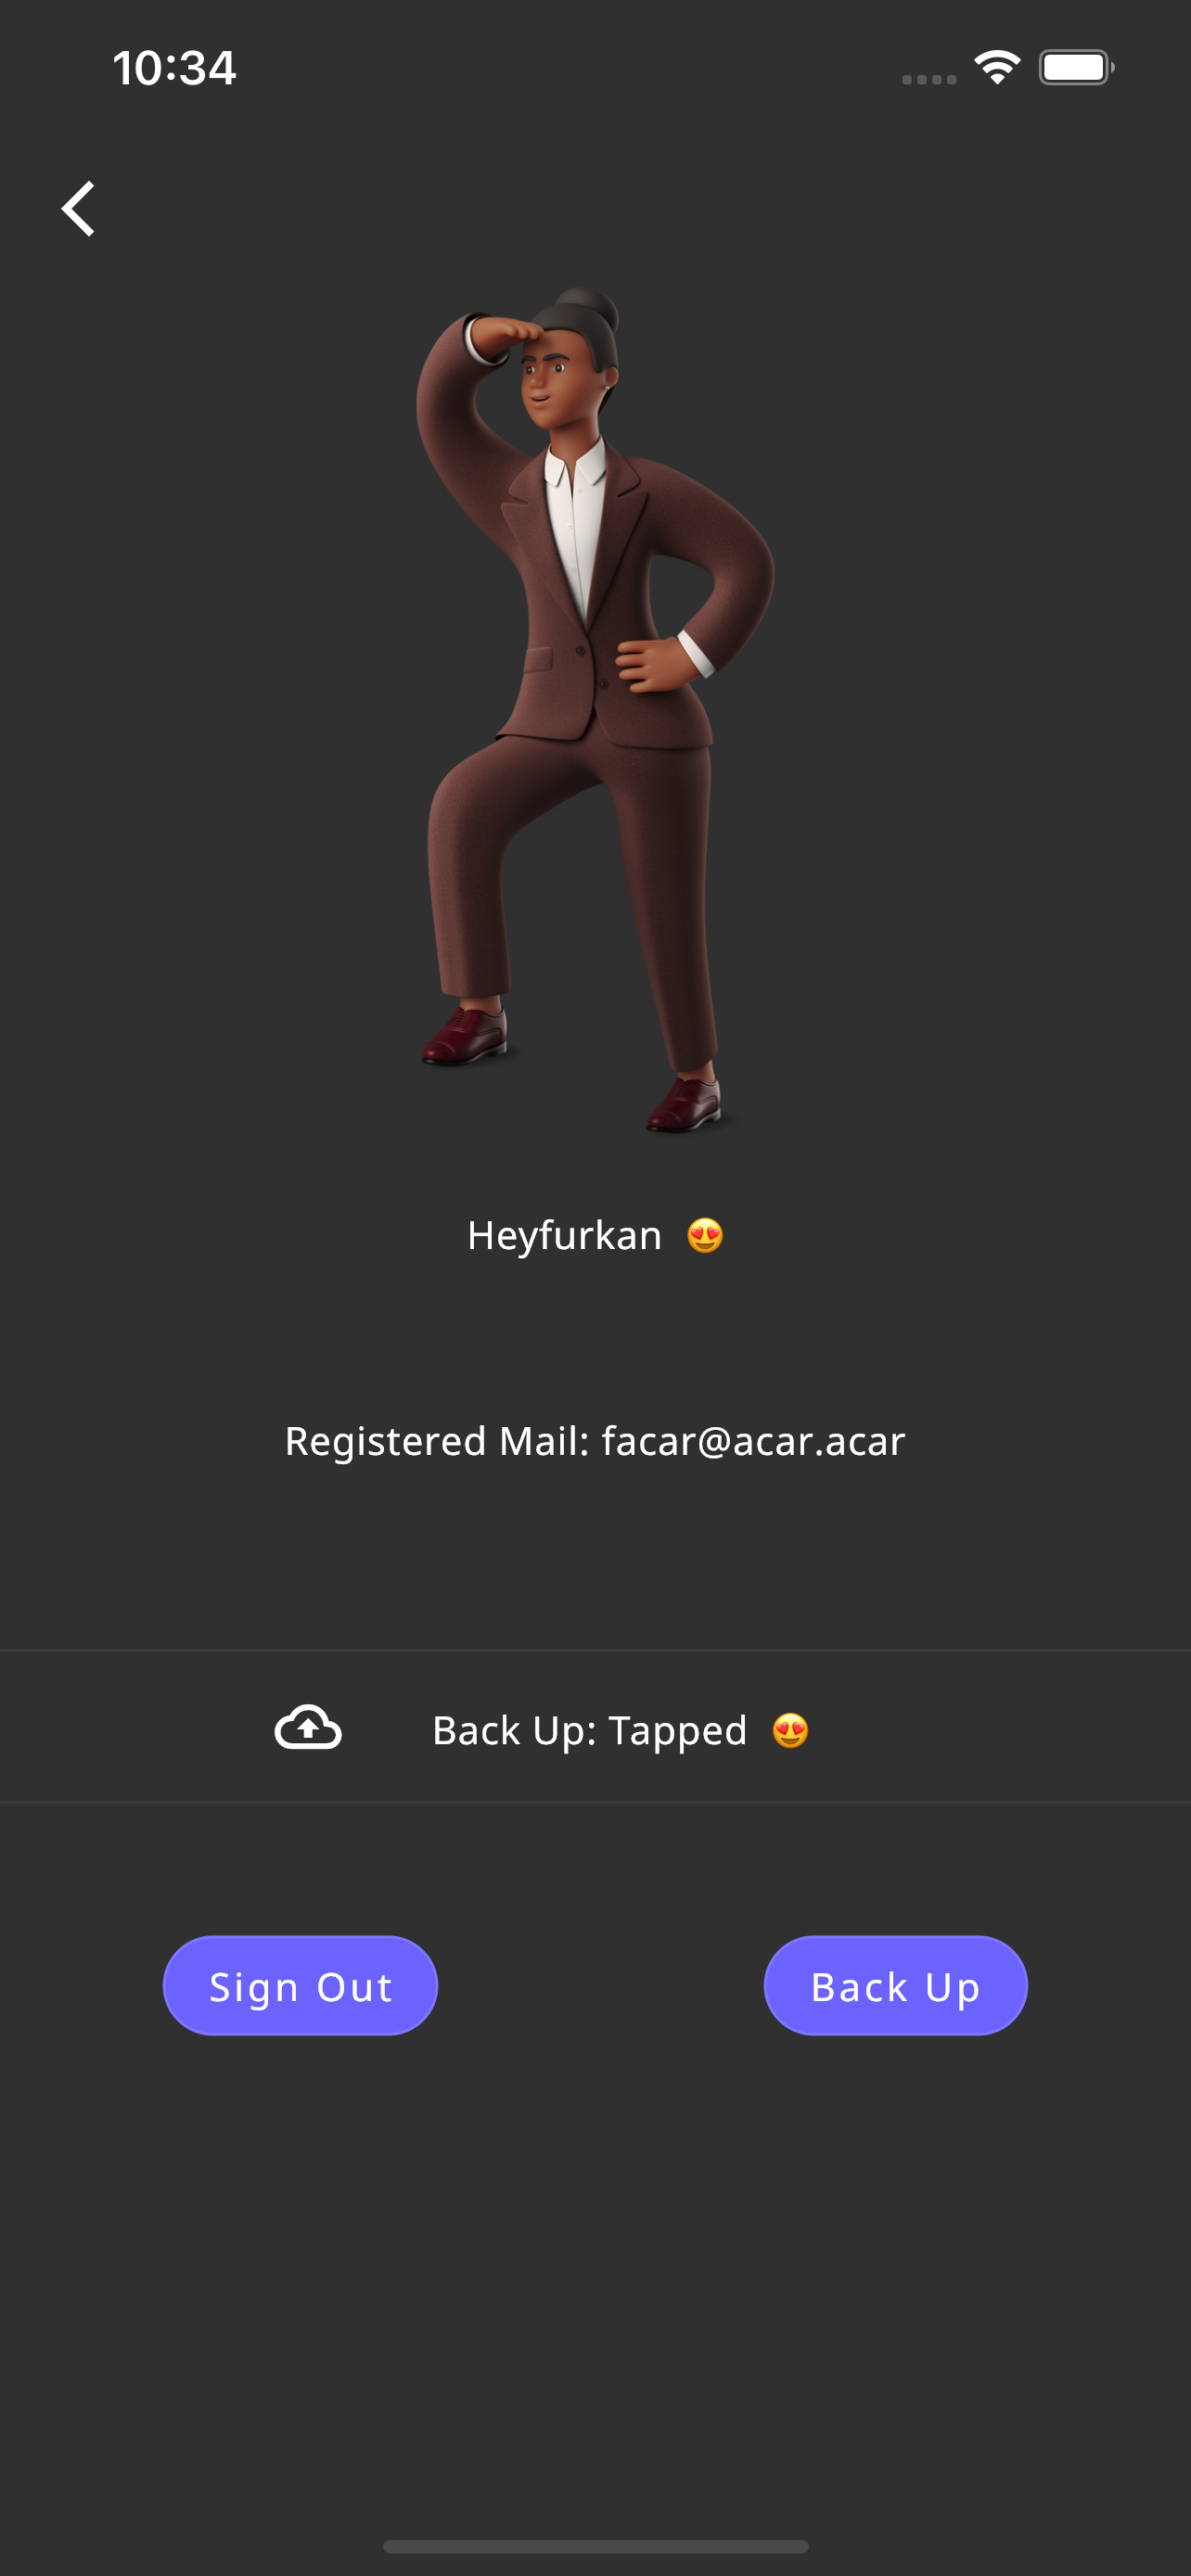 10:34
Heyfurkan 😍
Registered Mail: facar@acar.acar
Back Up: Tapped 😍
Sign Out
Back Up